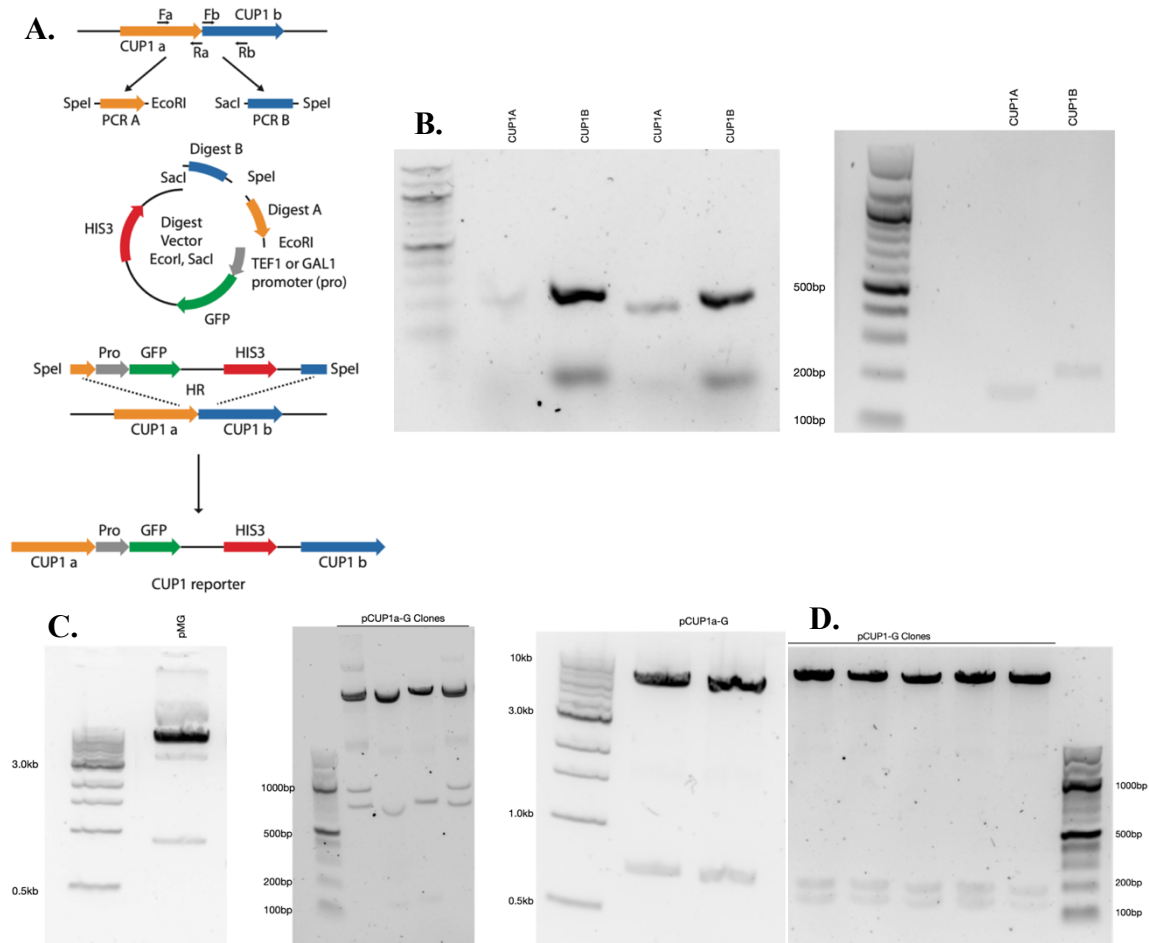 A.
Fa
Fb
CUP1 b
CUP1 a
Ra
Rb
SpeI
EcoRI
SacI
SpeI
PCR A
PCR B
Digest B
SacI
SpeI
Digest A
HIS3
Digest
Vector
EcorI, SacI
EcoRI
TEF1 or GAL1
promoter (pro)
GFP
Pro
GFP
HIS3
SpeI
SpeI
HR
CUP1 a
CUP1 b
Pro
GFP
HIS3
CUP1 a
CUP1 b
CUP1 reporter
B.
CUP1A
CUP1B
CUP1A
CUP1B
CUP1A
CUP1B
500bp
200bp
100bp
C.
pMG
3.0kb
0.5kb
pCUP1a-G Clones
1000bp
500bp
200bp
100bp
pCUP1a-G
10kb
3.0kb
1.0kb
0.5kb
D.
pCUP1-G Clones
1000bp
500bp
200bp
100bp